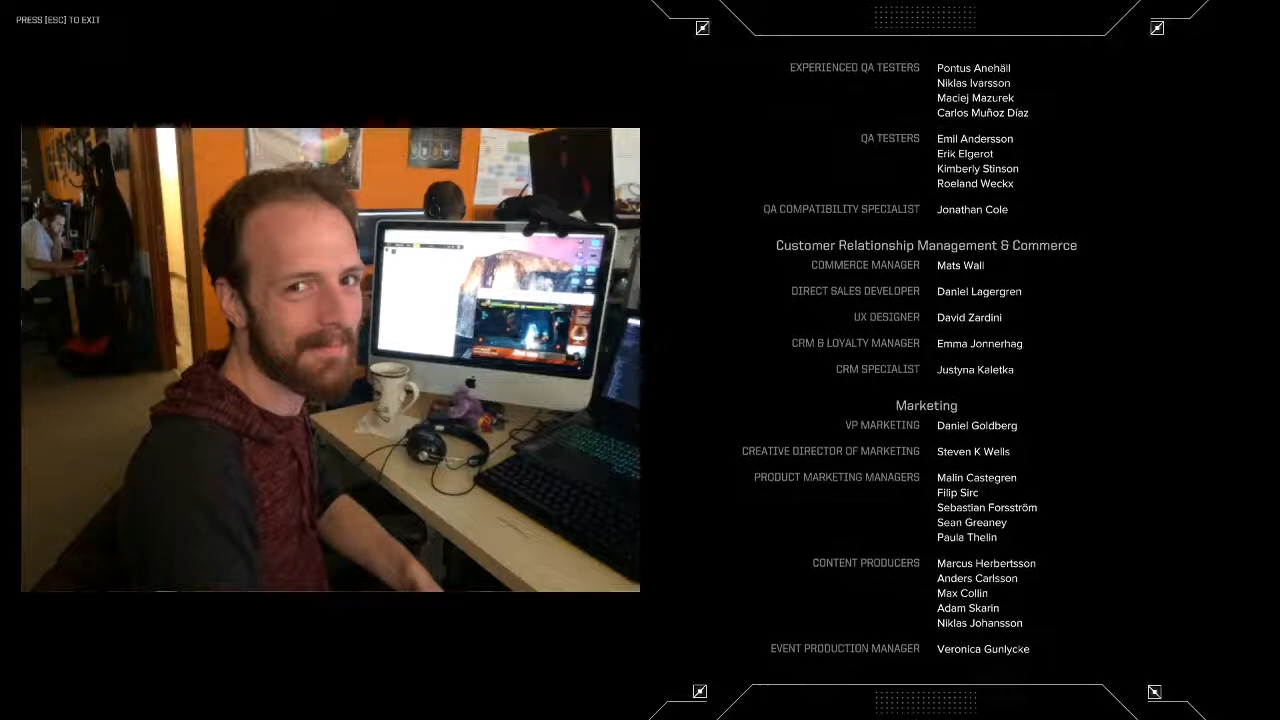 PRESS [ESC] TO EXIT
EXPERIENCED QA TESTERS Pontus Anehäll
Niklas Ivarsson
Maciej Mazurek
Carlos Muñoz Díaz
QA TESTERS Emil Andersson
Erik Elgerot
Kimberly Stinson
Roeland Weckx
QA COMPATIBILITY SPECIALIST Jonathan Cole
Customer Relationship Management & Commerce
COMMERCE MANAGER Mats Wall
DIRECT SALES DEVELOPER Daniel Lagergren
UX DESIGNER David Zardini
CRM & LOYALTY MANAGER Emma Jonnerhag
CRM SPECIALIST Justyna Kaletka
Marketing
VP MARKETING Daniel Goldberg
CREATIVE DIRECTOR OF MARKETING Steven K Wells
PRODUCT MARKETING MANAGERS Malin Castegren
Filip Sirc
Sebastian Forsström
Sean Greaney
Paula Thelin
CONTENT PRODUCERS Marcus Herbertsson
Anders Carlsson
Max Collin
Adam Skarin
Niklas Johansson
EVENT PRODUCTION MANAGER Veronica Gunlycke